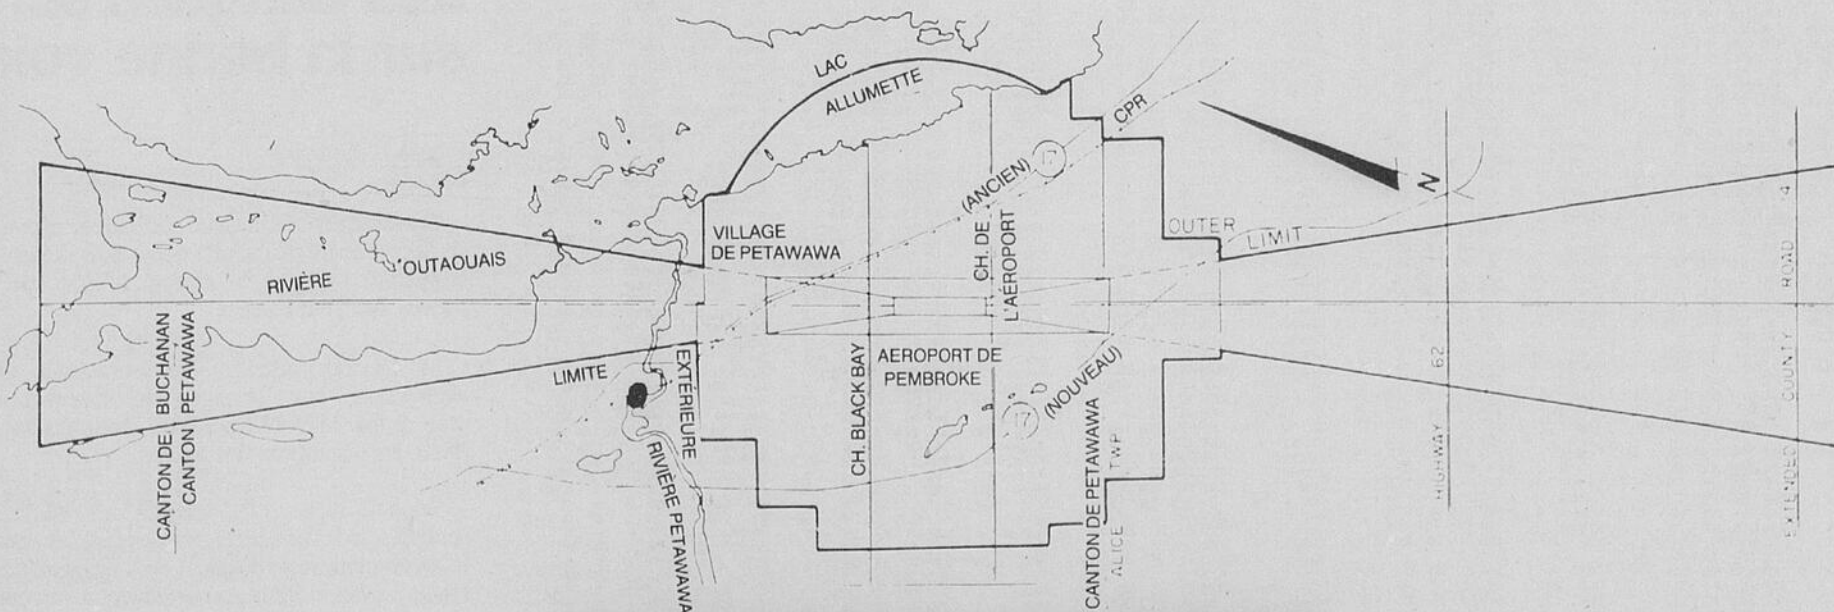 LAC
ALLUMETTE
CPR
(ANCIEN) 17
N
CH. DE
L'AÉROPORT
VILLAGE
DE PETAWAWA
OUTER
LIMIT
RIVIÈRE
OUTAOUAIS
CANTON DE BUCHANAN
CANTON PETAWAWA
LIMITE
EXTÉRIEURE
RIVIÈRE PETAWAWA
CH. BLACK BAY
AEROPORT DE
PEMBROKE
17 (NOUVEAU)
CANTON DE PETAWAWA
ALICE TWP
HIGHWAY 62
EXTENDED COUNTY ROAD 4